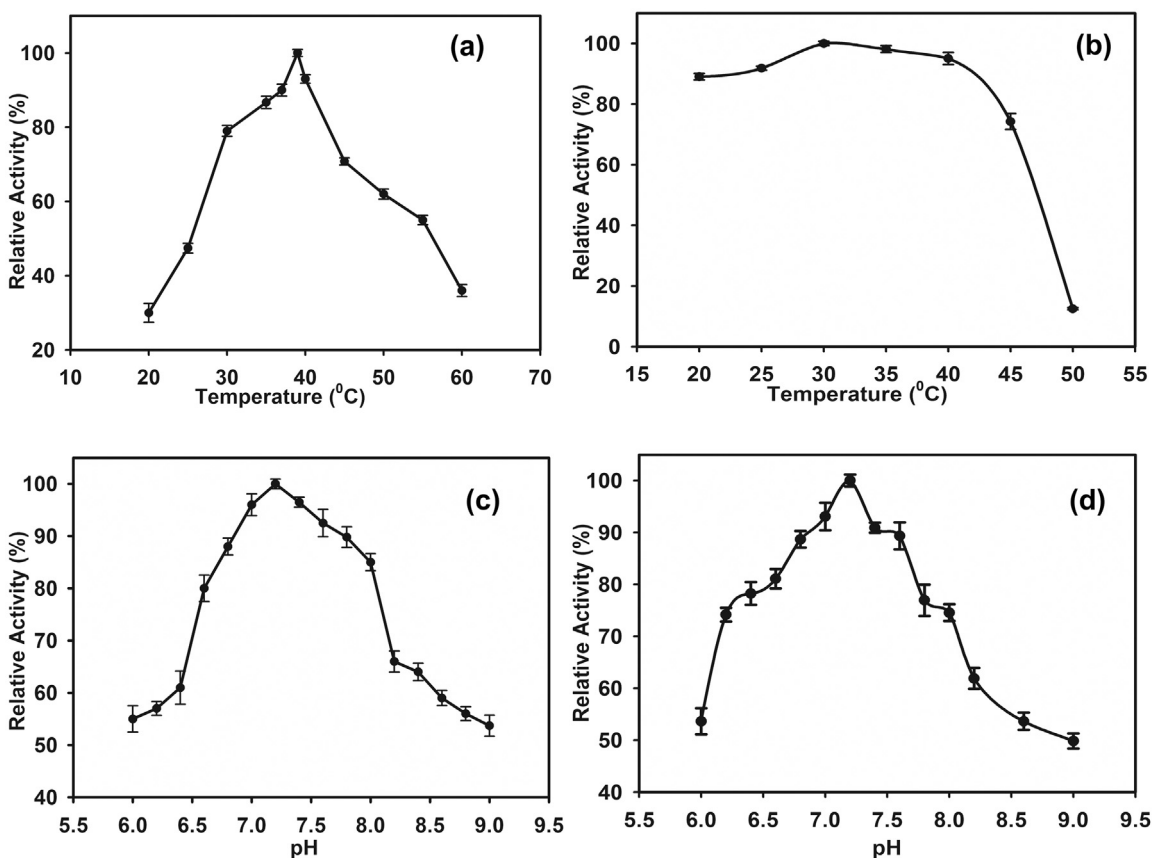 (a)
Relative Activity (%)
100
80
60
40
20
10 20 30 40 50 60 70
Temperature (⁰C)
(b)
Relative Activity (%)
100
80
60
40
20
0
15 20 25 30 35 40 45 50 55
Temperature (⁰C)
(c)
Relative Activity (%)
100
90
80
70
60
50
40
5.5 6.0 6.5 7.0 7.5 8.0 8.5 9.0 9.5
pH
(d)
Relative Activity (%)
100
90
80
70
60
50
40
5.5 6.0 6.5 7.0 7.5 8.0 8.5 9.0 9.5
pH